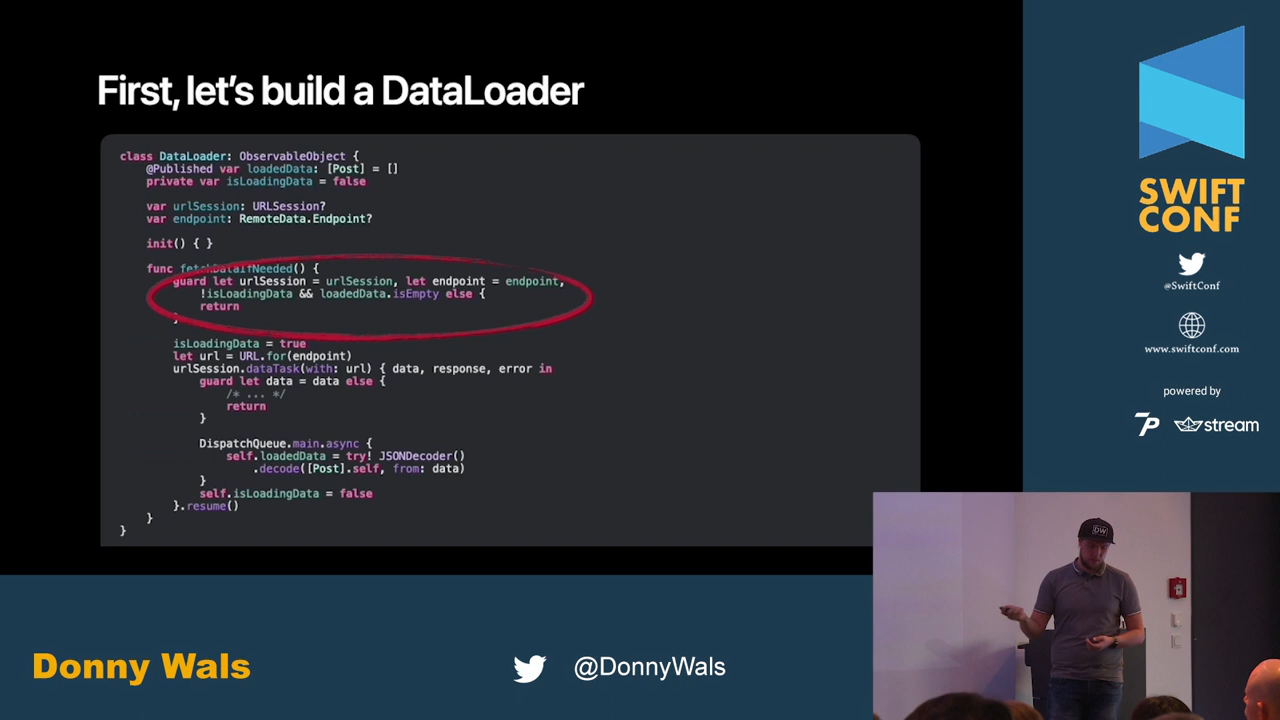 First, let's build a DataLoader
class DataLoader: ObservableObject {
@Published var loadedData: [Post] = []
private var isLoadingData = false
var urlSession: URLSession?
var endpoint: RemoteData.Endpoint?
init() { }
func fetchDataIfNeeded() {
guard let urlSession = urlSession, let endpoint = endpoint,
!isLoadingData && loadedData.isEmpty else {
return
}
isLoadingData = true
let url = URL.for(endpoint)
urlSession.dataTask(with: url) { data, response, error in
guard let data = data else {
/* ... */
return
}
DispatchQueue.main.async {
self.loadedData = try! JSONDecoder()
.decode([Post].self, from: data)
}
self.isLoadingData = false
}.resume()
}
}
SWIFT
CONF
@SwiftConf
www.swiftconf.com
powered by
7P stream
DW
Donny Wals
@DonnyWals